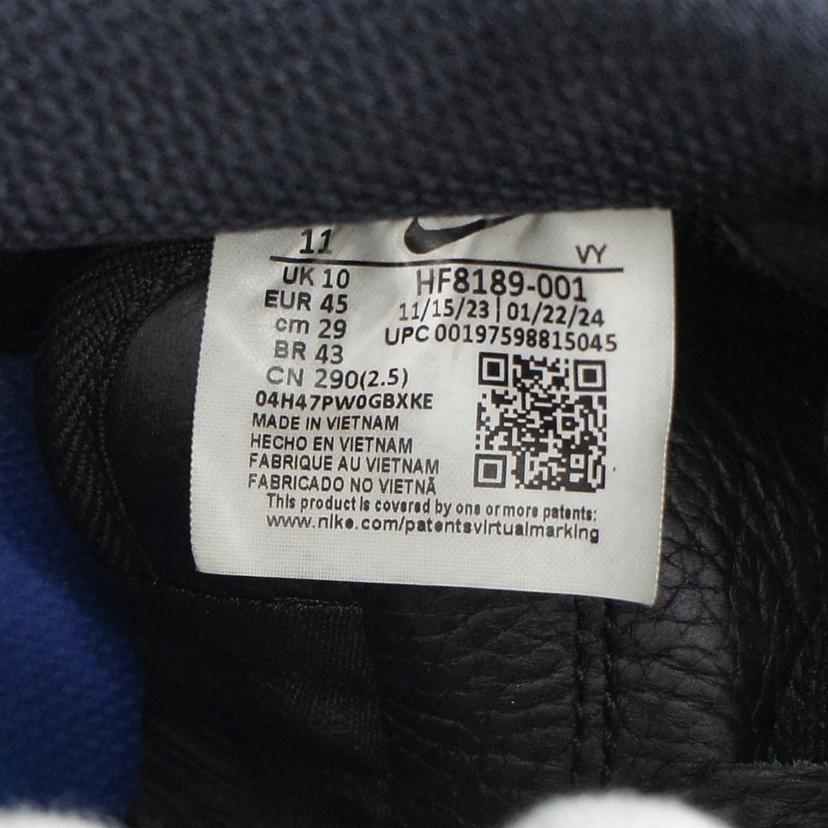 11
VY
UK 10
HF8189-001
EUR 45
11/15/23 | 01/22/24
cm 29
UPC 00197598815045
BR 43
CN 290(2.5)
04H47PW0GBXKE
MADE IN VIETNAM
HECHO EN VIETNAM
FABRIQUE AU VIETNAM
FABRICADO NO VIETNÃ
This product is covered by one or more patents:
www.nike.com/patentsvirtualmarking